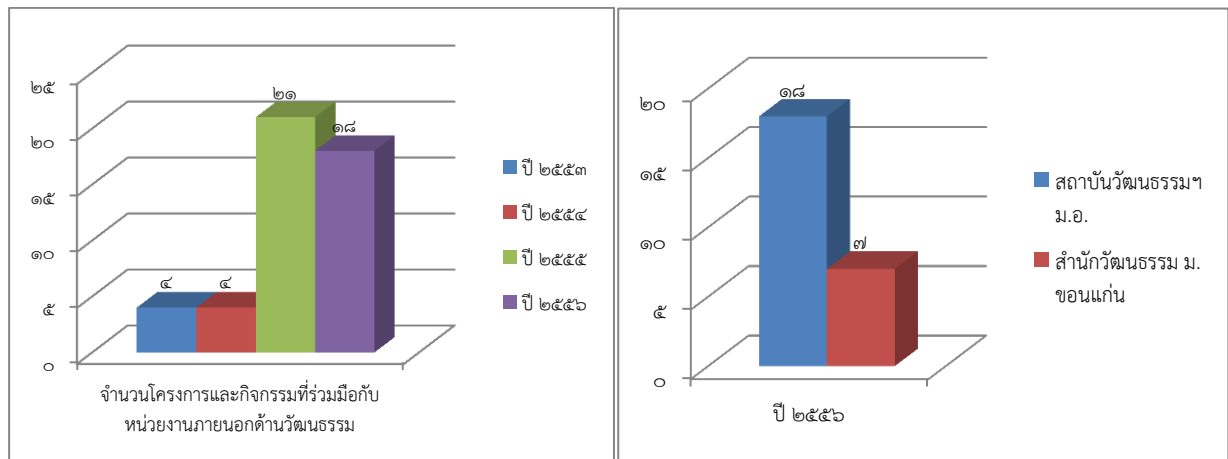 ๒๕
๒๐
๑๕
๑๐
๕
๐
๔
๔
๒๑
๑๘
จำนวนโครงการและกิจกรรมที่ร่วมมือกับ
หน่วยงานภายนอกด้านวัฒนธรรม
ปี ๒๕๕๓
ปี ๒๕๕๔
ปี ๒๕๕๕
ปี ๒๕๕๖
๒๐
๑๕
๑๐
๕
๐
๑๘
๗
ปี ๒๕๕๖
สถาบันวัฒนธรรมฯ
ม.อ.
สำนักวัฒนธรรม ม.
ขอนแก่น